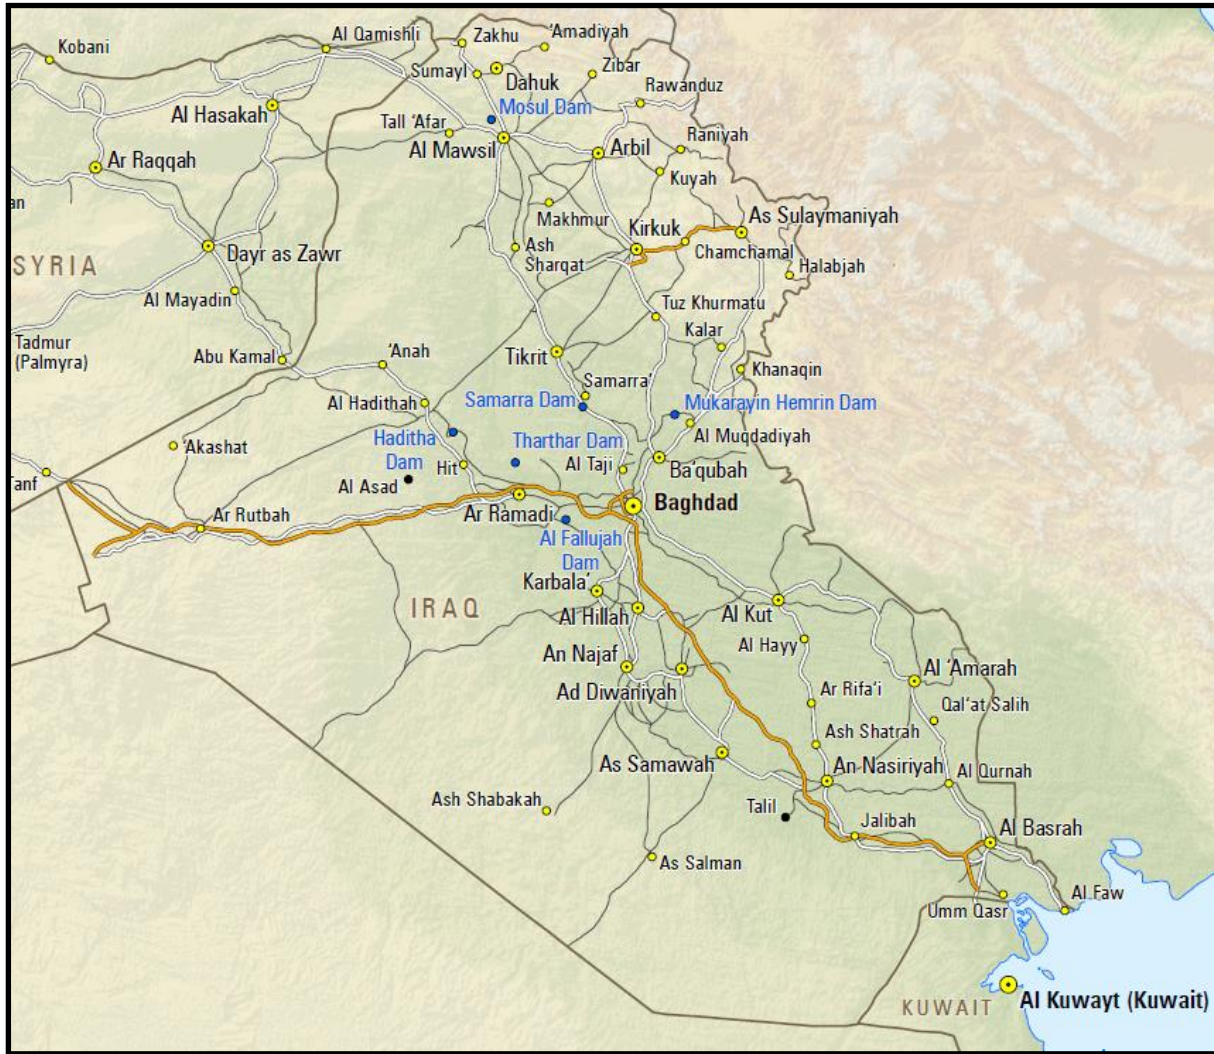 Kobani
Al Qamishli
Zakhu
'Amadiyah
Sumayl
Dahuk
Zibar
Rawanduz
Mosul Dam
Al Hasakah
Tall 'Afar
Al Mawsil
Arbil
Raniyah
Ar Raqqah
Kuyah
an
Makhmur
As Sulaymaniyah
Kirkuk
Chamchamal
Dayr as Zawr
Ash
Sharqat
Halabjah
SYRIA
Al Mayadin
Tuz Khurmatu
Kalar
Tadmur
(Palmyra)
Abu Kamal
'Anah
Tikrit
Khanaqin
Samarra'
Al Hadithah
Samarra Dam
Mukarayin Hemrin Dam
'Akashat
Haditha
Dam
Tharthar Dam
Al Muqdadiyah
Hit
Al Taji
Ba'qubah
anf
Al Asad
Baghdad
Ar Rutbah
Ar Ramadi
Al Fallujah
Dam
Karbala'
IRAQ
Al Hillah
Al Kut
Al Hayy
An Najaf
Al 'Amarah
Ad Diwaniyah
Ar Rifa'i
Qal'at Salih
Ash Shatrah
As Samawah
An Nasiriyah
Al Qurnah
Ash Shabakah
Talil
Jalibah
Al Basrah
As Salman
Umm Qasr
Al Faw
KUWAIT
Al Kuwayt (Kuwait)